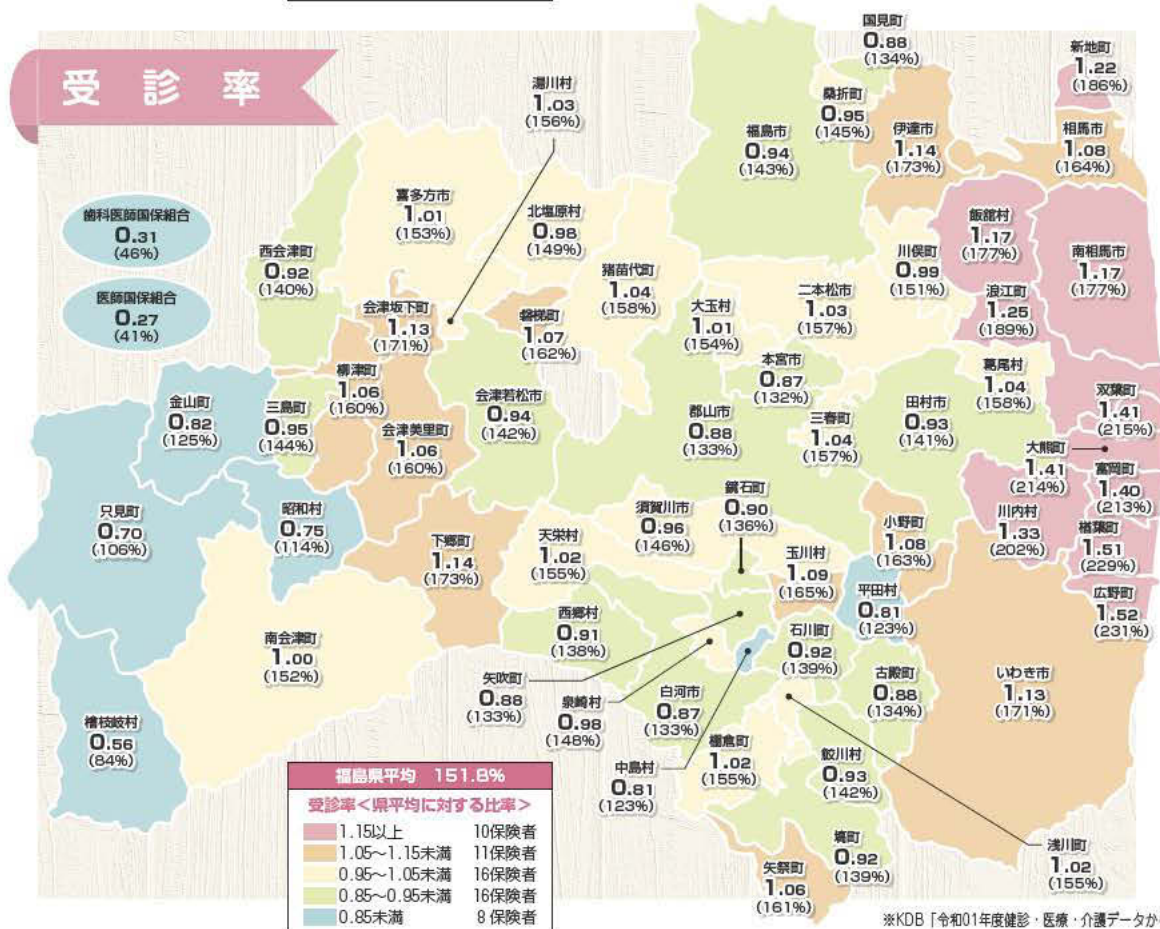 受診率
国見町
0.88
(134%)
新地町
1.22
(186%)
湯川村
1.03
(156%)
桑折町
0.95
(145%)
伊達市
1.14
(173%)
相馬市
1.08
(164%)
福島市
0.94
(143%)
喜多方市
1.01
(153%)
北塩原村
0.98
(149%)
歯科医師国保組合
0.31
(46%)
医師国保組合
0.27
(41%)
西会津町
0.92
(140%)
猪苗代町
1.04
(158%)
川俣町
0.99
(151%)
飯舘村
1.17
(177%)
南相馬市
1.17
(177%)
会津坂下町
1.13
(171%)
磐梯町
1.07
(162%)
大玉村
1.01
(154%)
二本松市
1.03
(157%)
浪江町
1.25
(189%)
本宮市
0.87
(132%)
葛尾村
1.04
(158%)
柳津町
1.06
(160%)
会津若松市
0.94
(142%)
双葉町
1.41
(215%)
金山町
0.82
(125%)
三島町
0.95
(144%)
会津美里町
1.06
(160%)
郡山市
0.88
(133%)
三春町
1.04
(157%)
田村市
0.93
(141%)
大熊町
1.41
(214%)
富岡町
1.40
(213%)
只見町
0.70
(106%)
昭和村
0.75
(114%)
下郷町
1.14
(173%)
天栄村
1.02
(155%)
須賀川市
0.96
(146%)
鏡石町
0.90
(136%)
玉川村
1.09
(165%)
小野町
1.08
(163%)
川内村
1.33
(202%)
楢葉町
1.51
(229%)
平田村
0.81
(123%)
広野町
1.52
(231%)
南会津町
1.00
(152%)
西郷村
0.91
(138%)
石川町
0.92
(139%)
矢吹町
0.88
(133%)
泉崎村
0.98
(148%)
白河市
0.87
(133%)
古殿町
0.88
(134%)
いわき市
1.13
(171%)
檜枝岐村
0.56
(84%)
中島村
0.81
(123%)
棚倉町
1.02
(155%)
鮫川村
0.93
(142%)
浅川町
1.02
(155%)
塙町
0.92
(139%)
矢祭町
1.06
(161%)
福島県平均 151.8%
受診率<県平均に対する比率>
1.15以上 10保険者
1.05〜1.15未満 11保険者
0.95〜1.05未満 16保険者
0.85〜0.95未満 16保険者
0.85未満 8保険者
※KDB「令和01年度健診・医療・介護データか